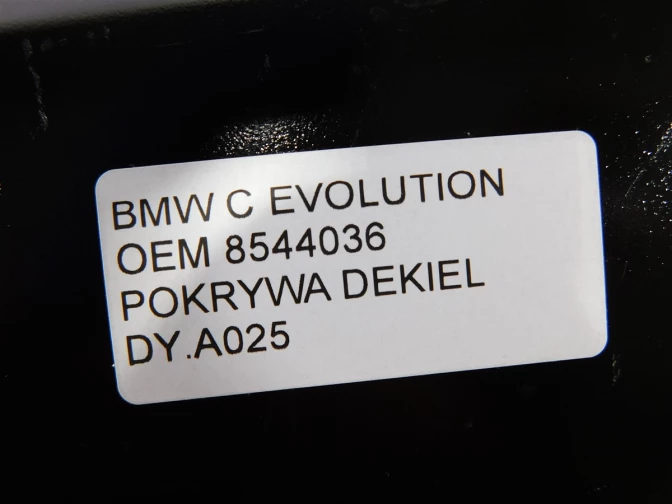 BMW C EVOLUTION
OEM 8544036
POKRYWA DEKIEL
DY.A025